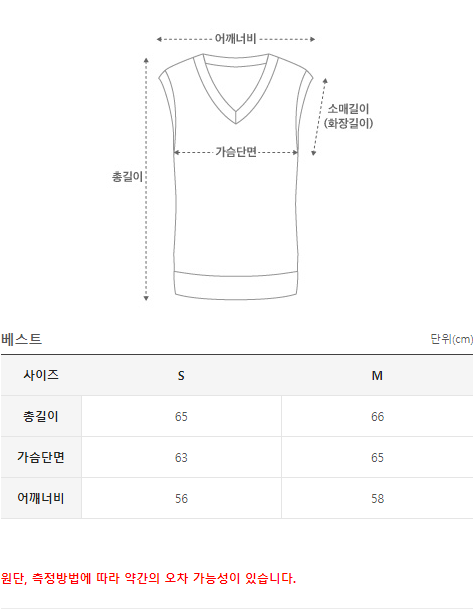 어깨너비
소매길이
(화장길이)
가슴단면
총길이
베스트 단위(cm)
사이즈 S M
총길이 65 66
가슴단면 63 65
어깨너비 56 58
원단, 측정방법에 따라 약간의 오차 가능성이 있습니다.